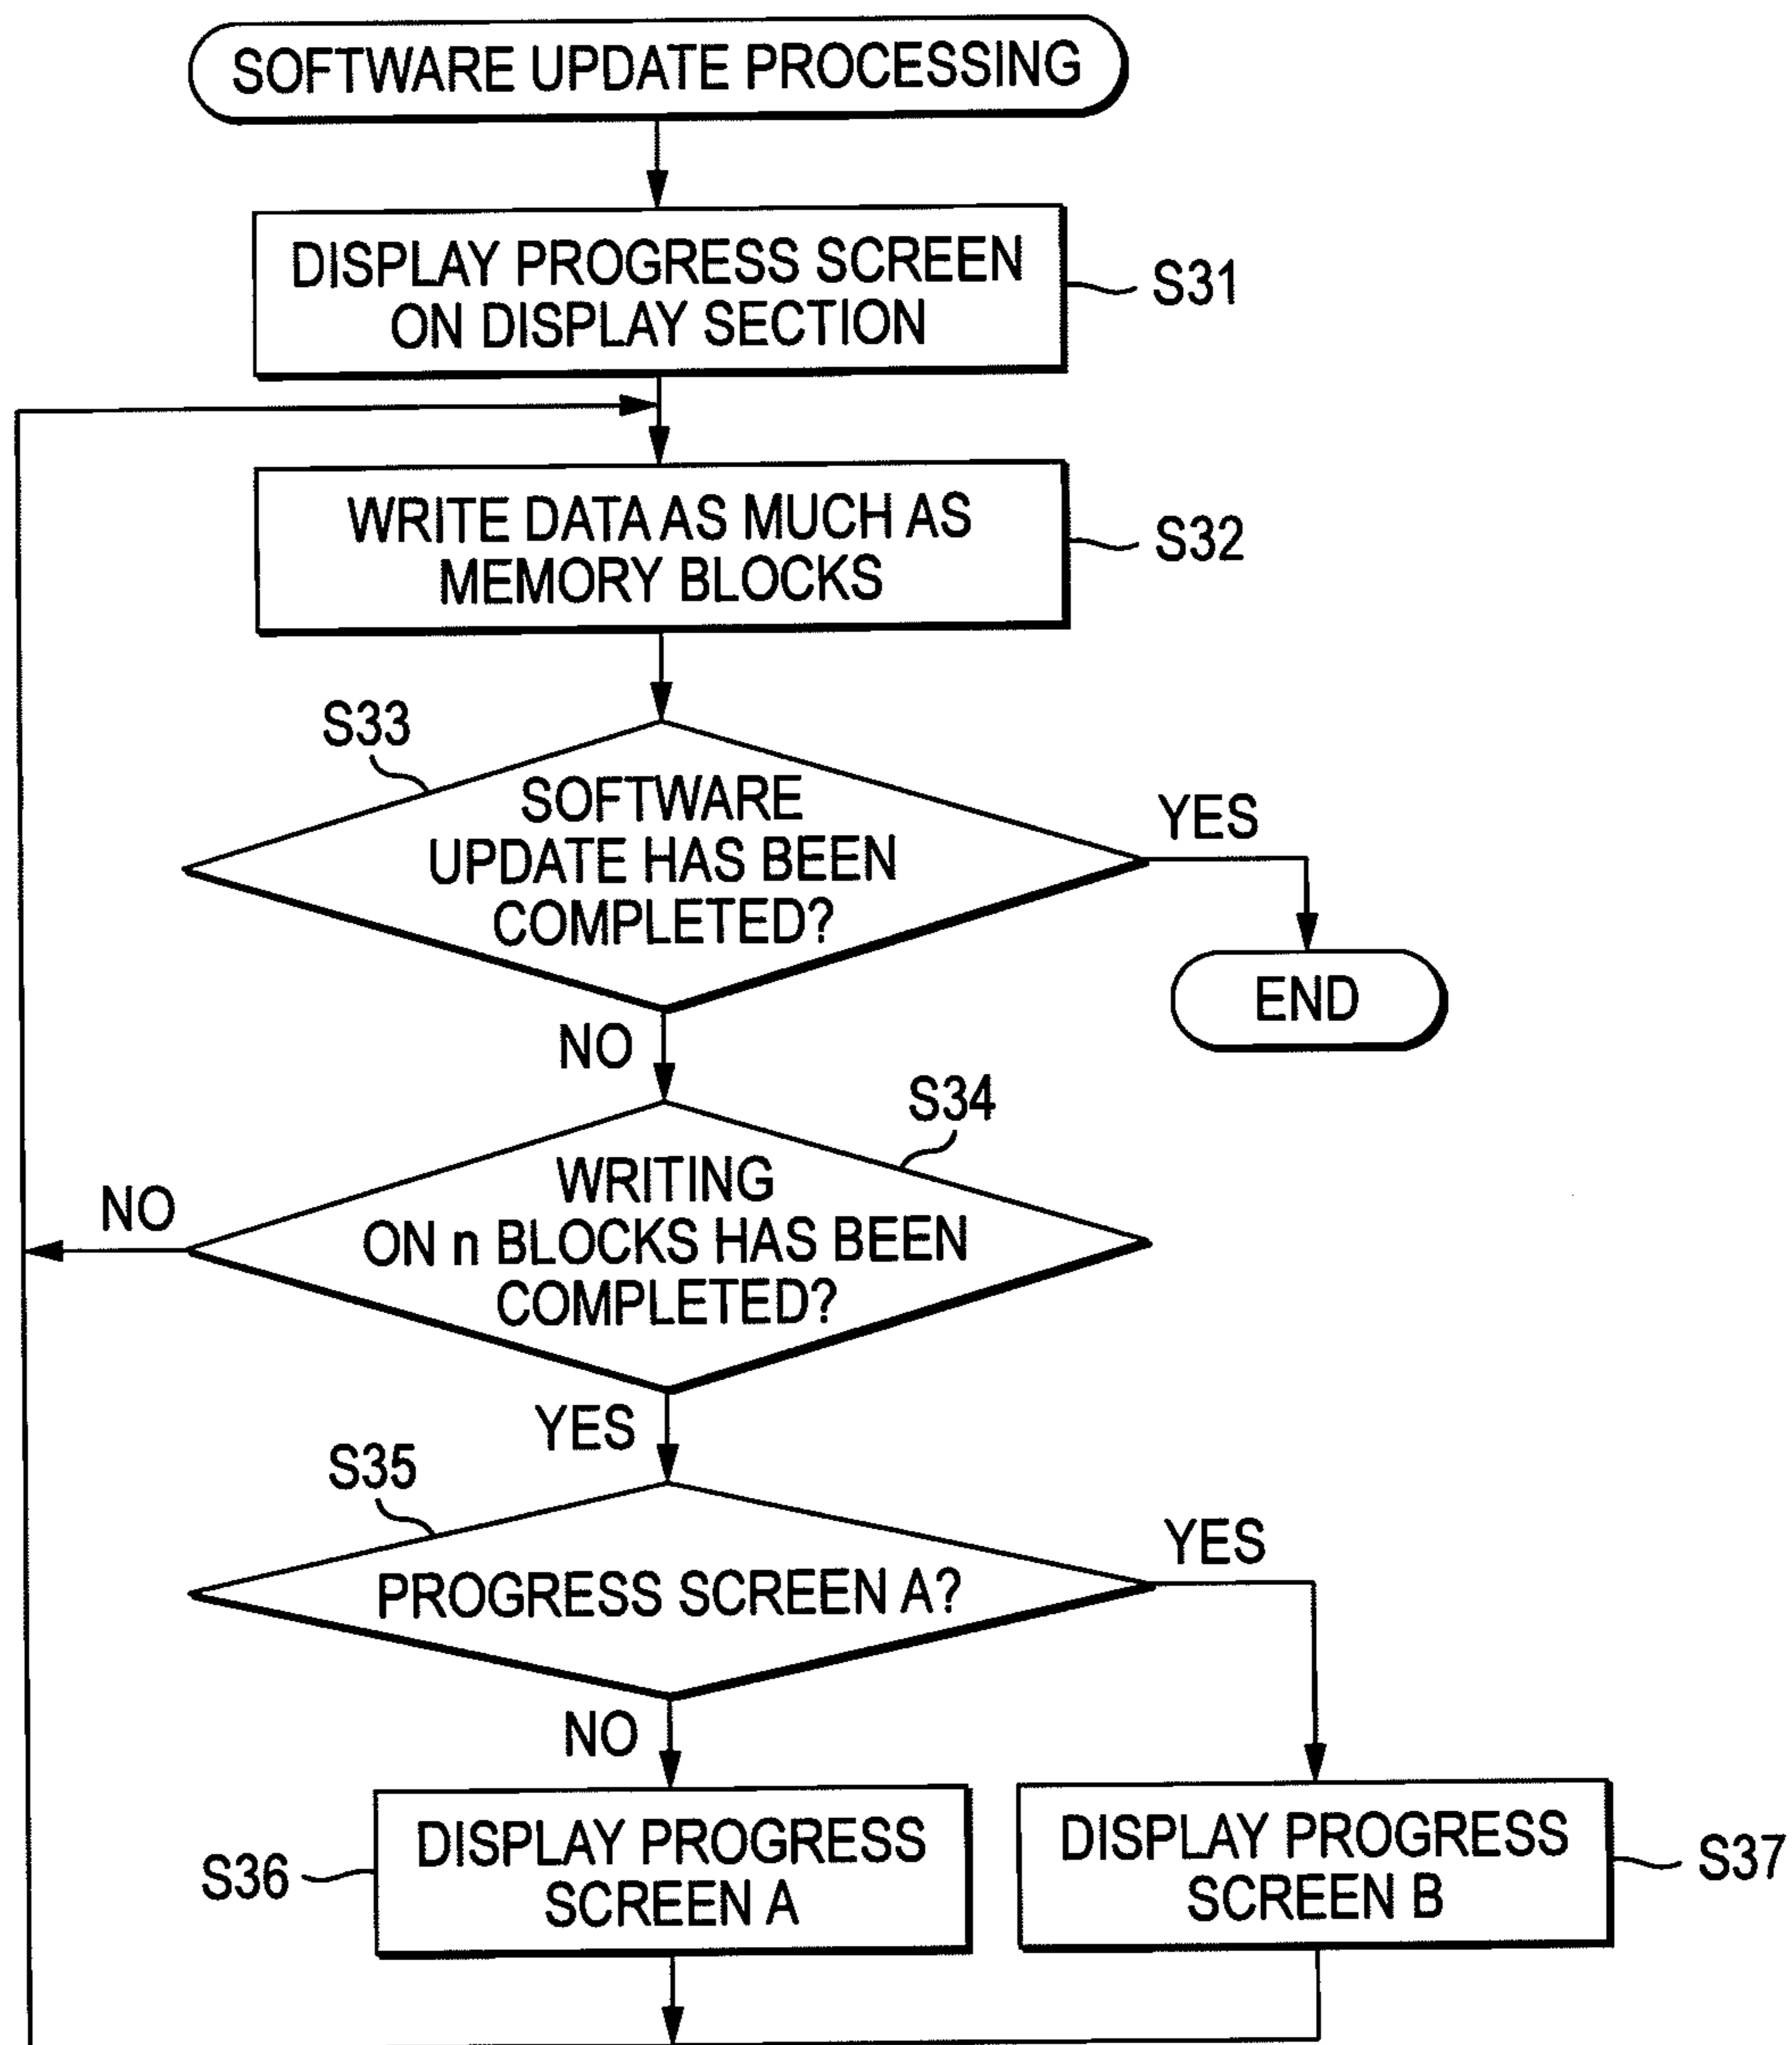 SOFTWARE UPDATE PROCESSING
DISPLAY PROGRESS SCREEN
ON DISPLAY SECTION
S31
WRITE DATA AS MUCH AS
MEMORY BLOCKS
S32
S33
SOFTWARE
UPDATE HAS BEEN
COMPLETED?
YES
END
NO
S34
WRITING
ON n BLOCKS HAS BEEN
COMPLETED?
NO
YES
S35
PROGRESS SCREEN A?
YES
NO
S36
DISPLAY PROGRESS
SCREEN A
DISPLAY PROGRESS
SCREEN B
S37